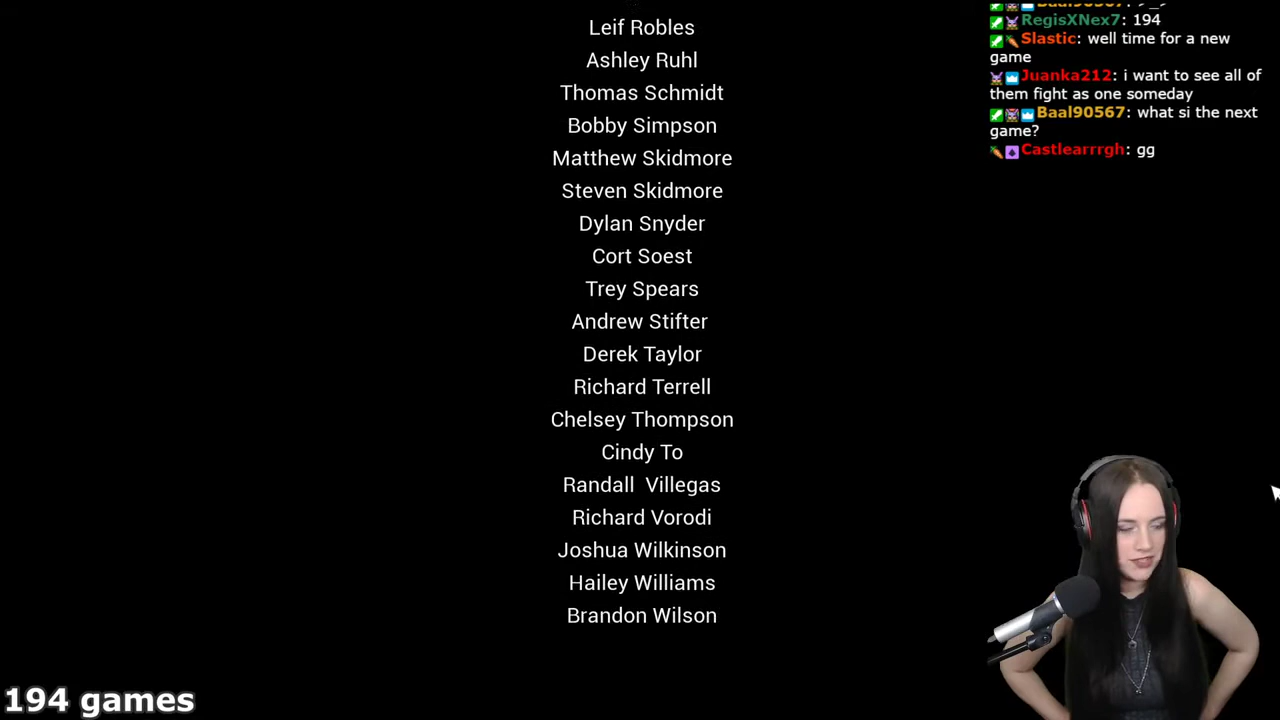 Leif Robles
Ashley Ruhl
Thomas Schmidt
Bobby Simpson
Matthew Skidmore
Steven Skidmore
Dylan Snyder
Cort Soest
Trey Spears
Andrew Stifter
Derek Taylor
Richard Terrell
Chelsey Thompson
Cindy To
Randall Villegas
Richard Vorodi
Joshua Wilkinson
Hailey Williams
Brandon Wilson
RegisXNex7: 194
Slastic: well time for a new
game
Juanka212: i want to see all of
them fight as one someday
Baal90567: what si the next
game?
Castlearrrgh: gg
194 games